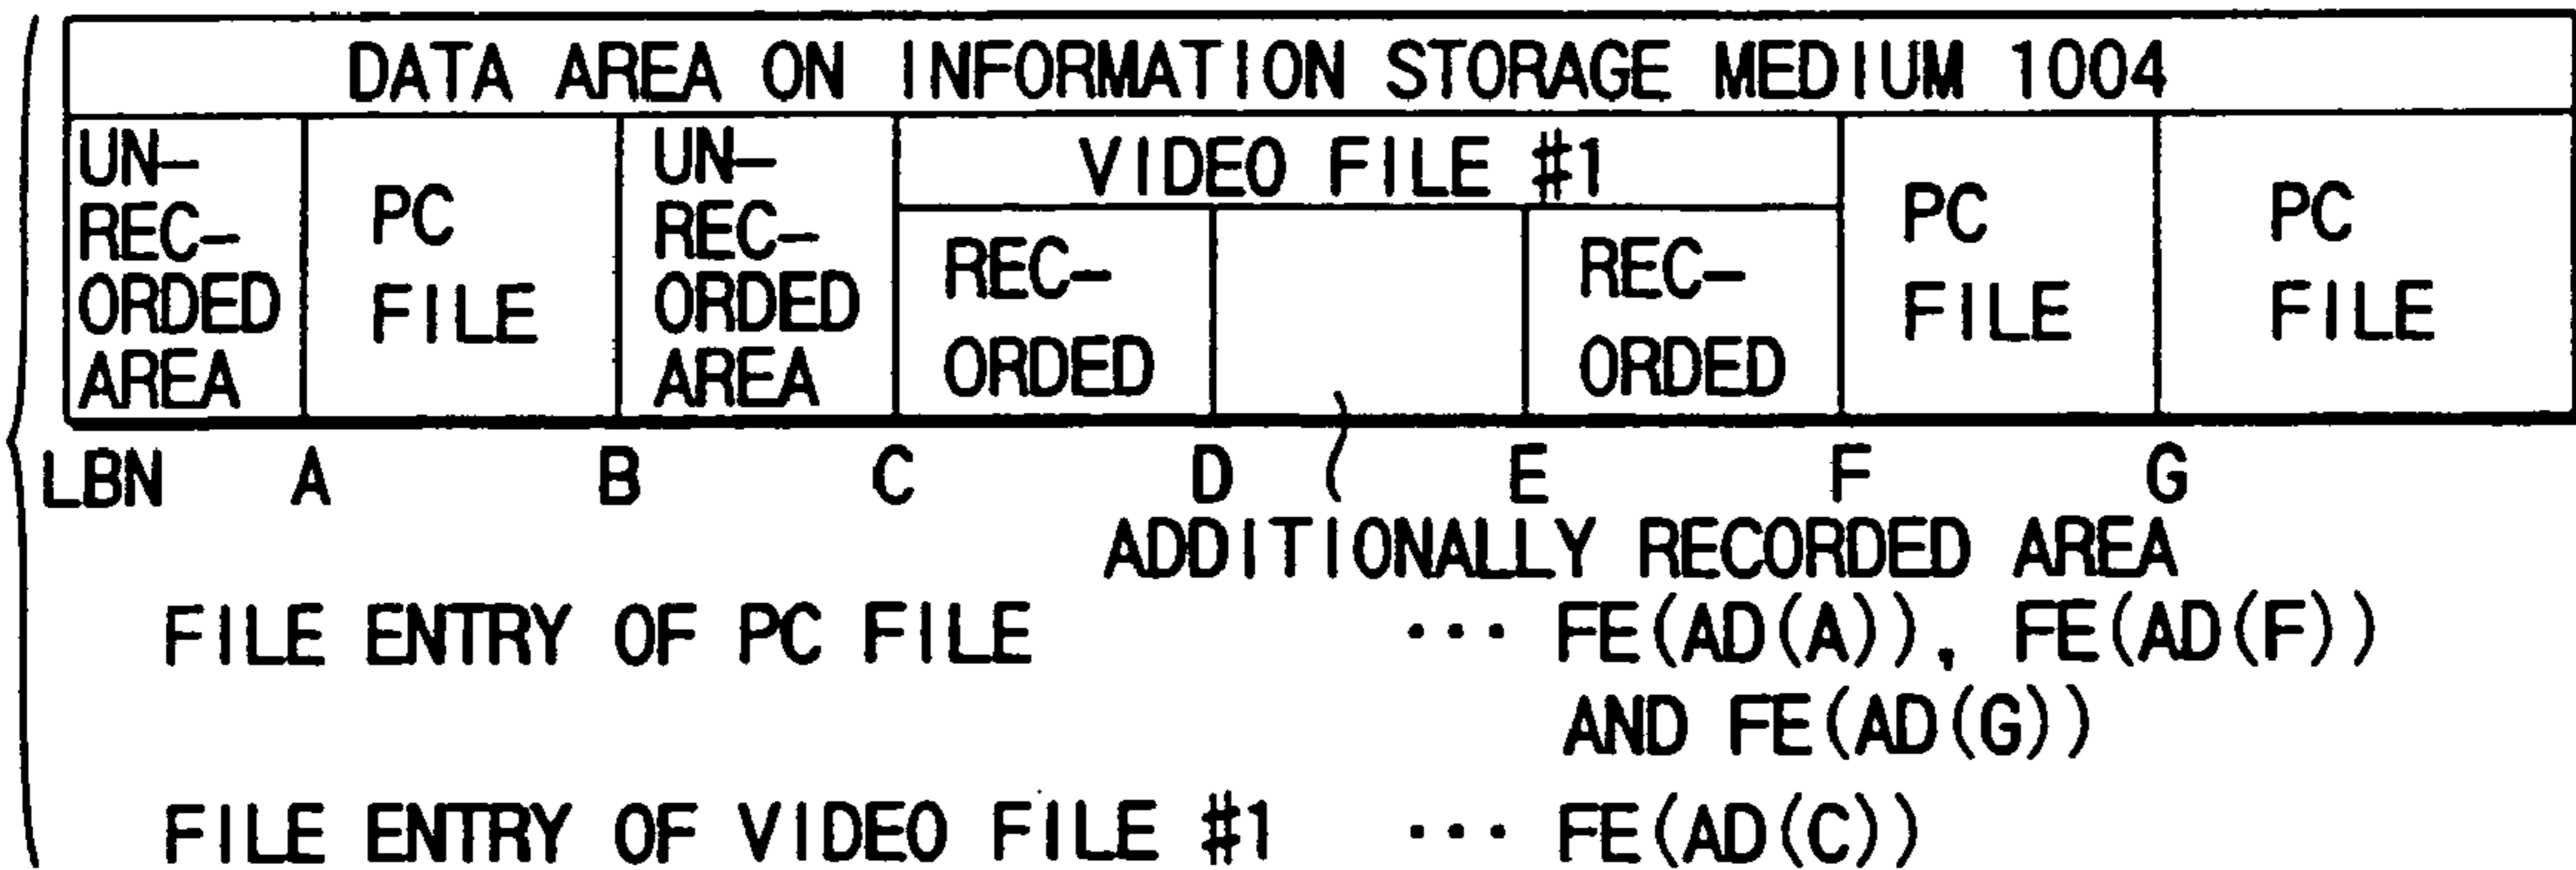 DATA AREA ON INFORMATION STORAGE MEDIUM 1004
UN-
REC-
ORDED
AREA
PC
FILE
UN-
REC-
ORDED
AREA
VIDEO FILE #1
REC-
ORDED
REC-
ORDED
PC
FILE
PC
FILE
LBN A B C D E F G
ADDITIONALLY RECORDED AREA
FILE ENTRY OF PC FILE ··· FE(AD(A)), FE(AD(F))
AND FE(AD(G))
FILE ENTRY OF VIDEO FILE #1 ··· FE(AD(C))